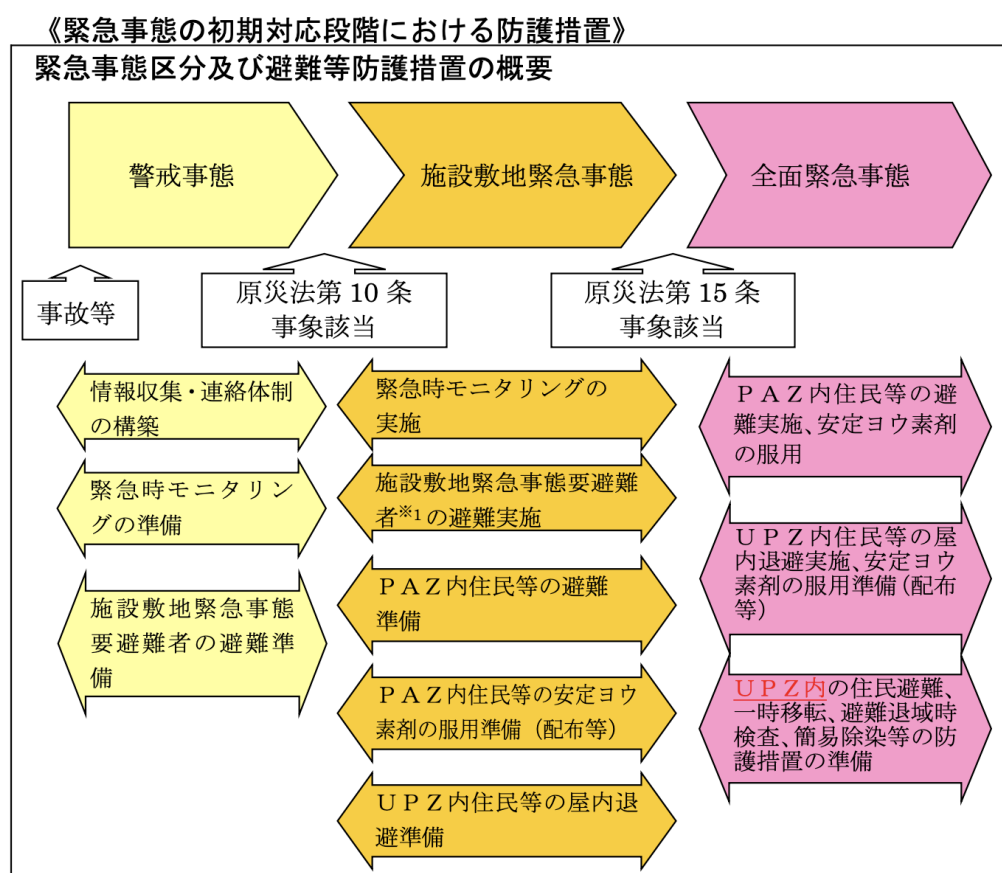 《緊急事態の初期対応段階における防護措置》
緊急事態区分及び避難等防護措置の概要
警戒事態
施設敷地緊急事態
全面緊急事態
事故等
原災法第 10 条
事象該当
原災法第 15 条
事象該当
情報収集・連絡体制
の構築
緊急時モニタリン
グの準備
施設敷地緊急事態
要避難者の避難準
備
緊急時モニタリングの
実施
施設敷地緊急事態要避難
者※1の避難実施
ＰＡＺ内住民等の避難
準備
ＰＡＺ内住民等の安定ヨウ
素剤の服用準備（配布等）
ＵＰＺ内住民等の屋内退
避準備
ＰＡＺ内住民等の避
難実施、安定ヨウ素剤
の服用
ＵＰＺ内住民等の屋
内退避実施、安定ヨウ
素剤の服用準備（配布
等）
ＵＰＺ内の住民避難、
一時移転、避難退域時
検査、簡易除染等の防
護措置の準備